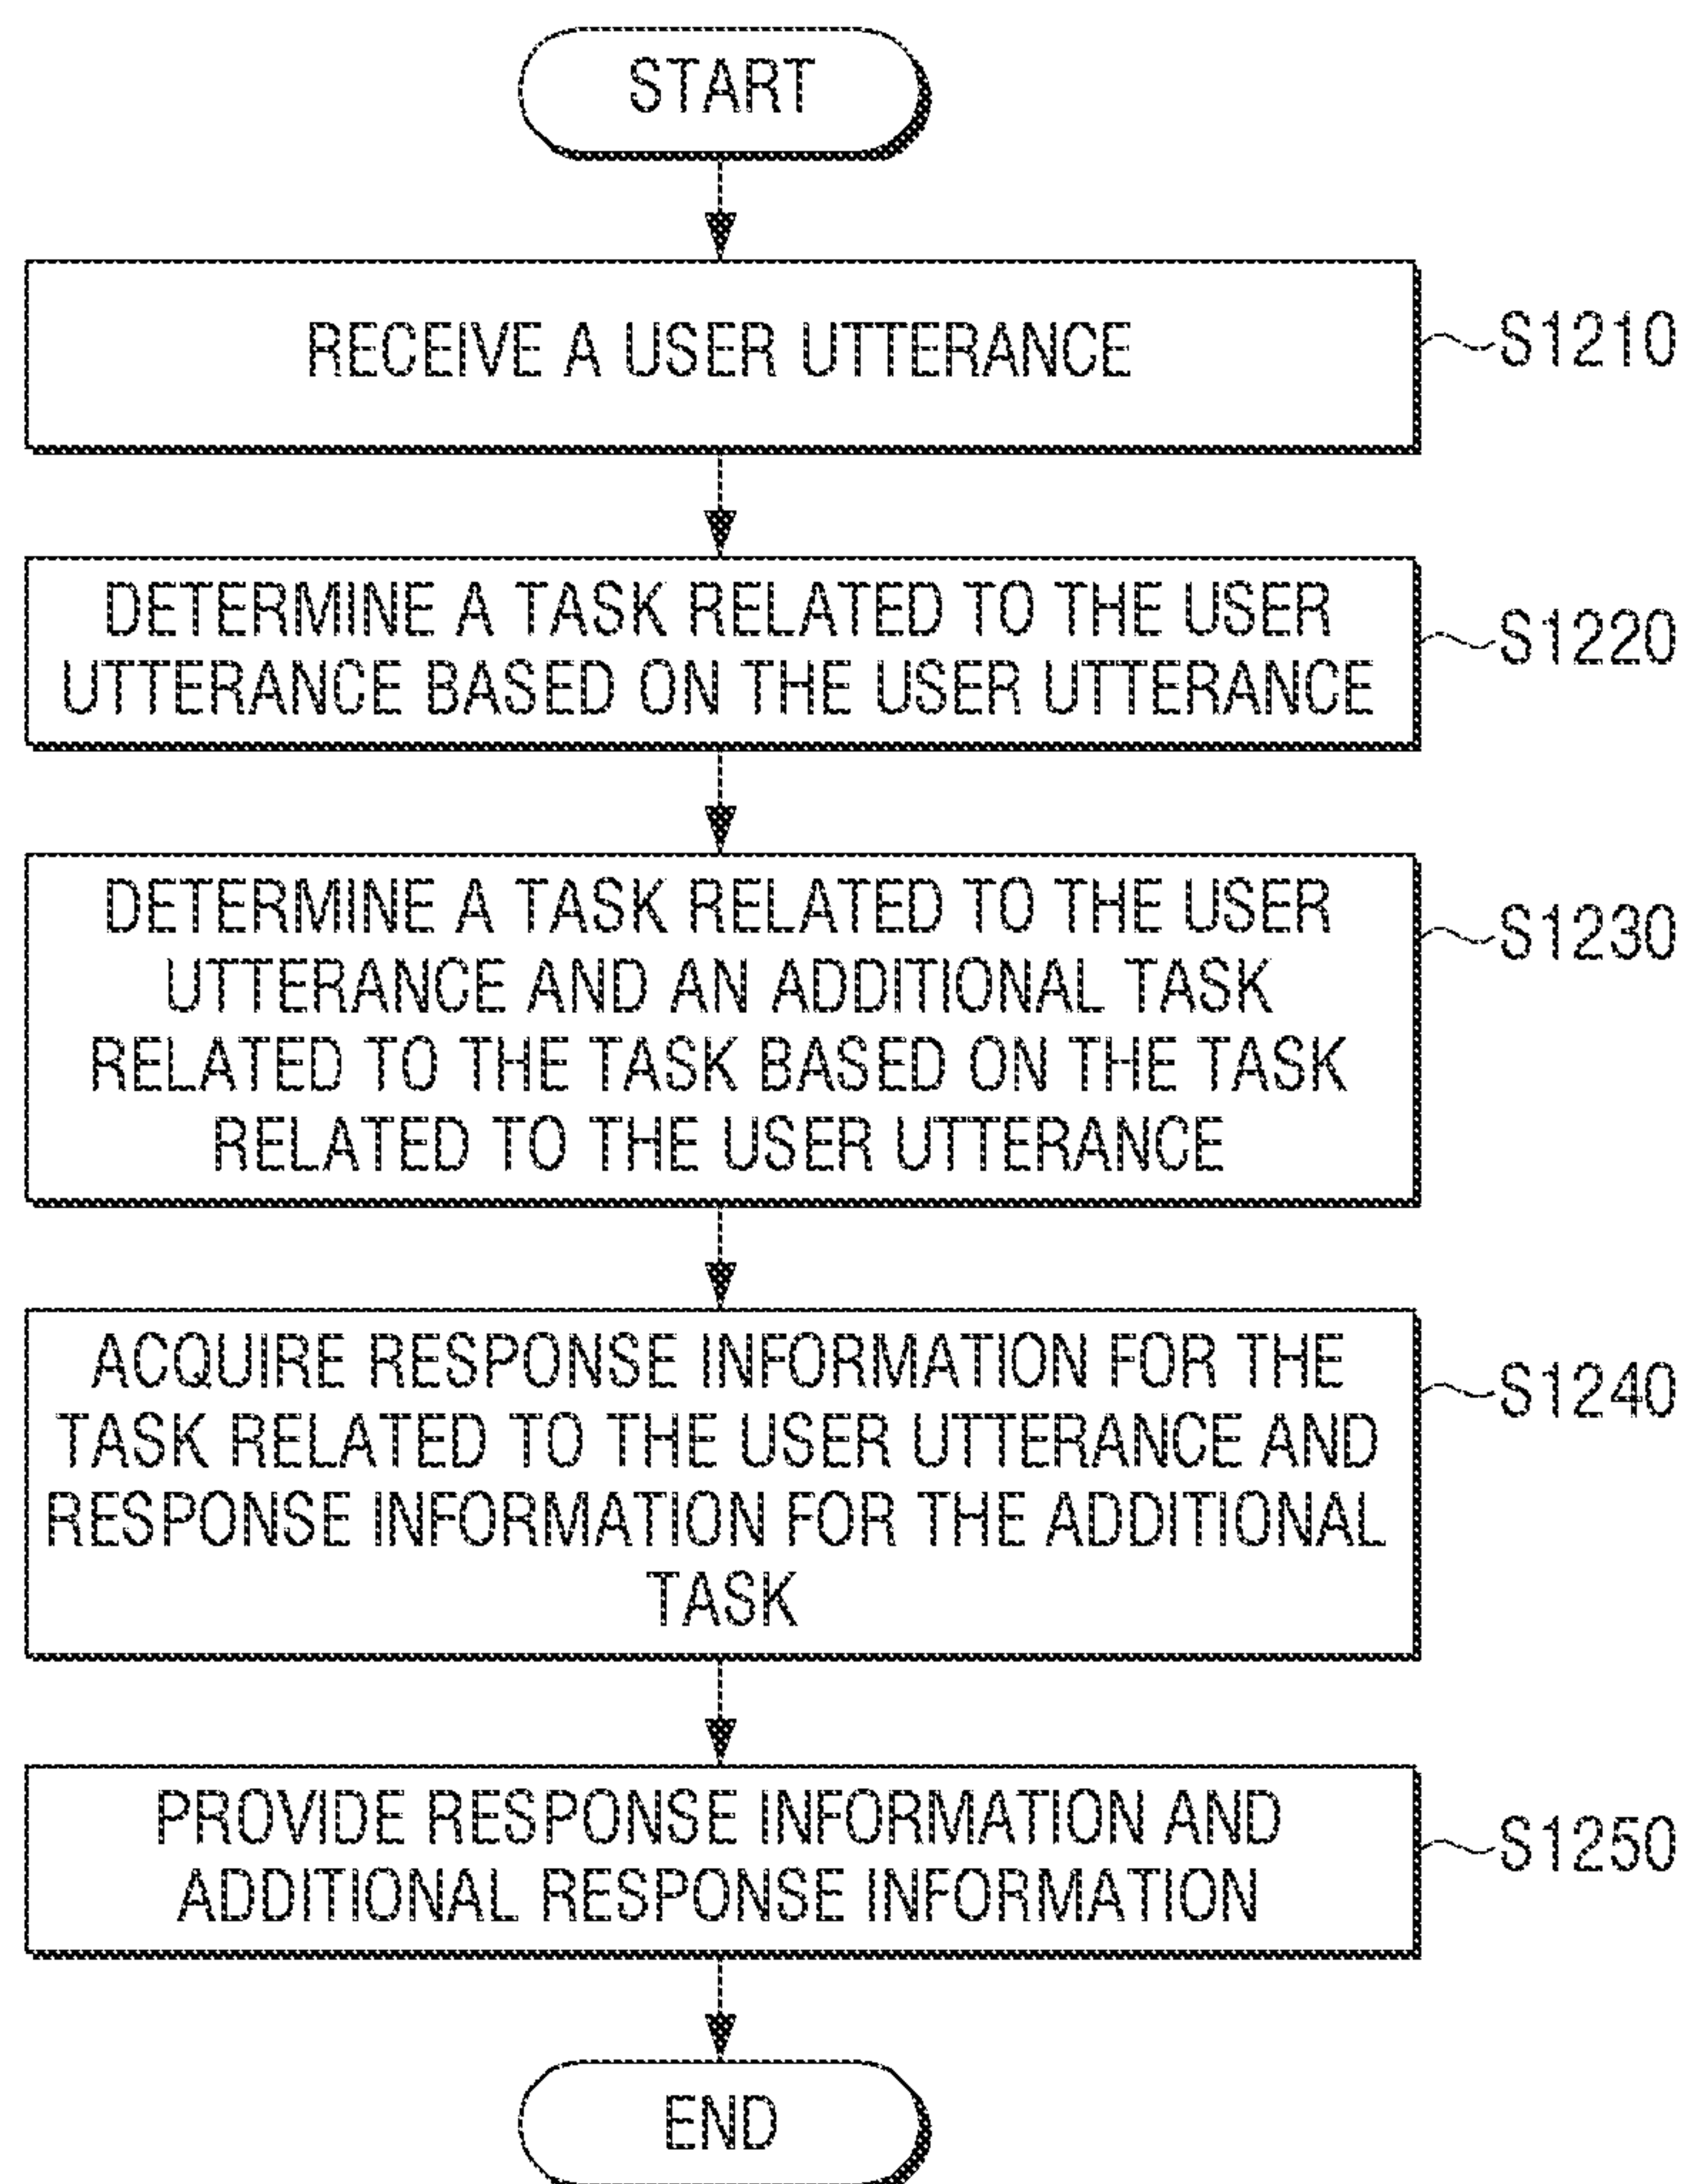 START
RECEIVE A USER UTTERANCE
S1210
DETERMINE A TASK RELATED TO THE USER
UTTERANCE BASED ON THE USER UTTERANCE
S1220
DETERMINE A TASK RELATED TO THE USER
UTTERANCE AND AN ADDITIONAL TASK
RELATED TO THE TASK BASED ON THE TASK
RELATED TO THE USER UTTERANCE
S1230
ACQUIRE RESPONSE INFORMATION FOR THE
TASK RELATED TO THE USER UTTERANCE AND
RESPONSE INFORMATION FOR THE ADDITIONAL
TASK
S1240
PROVIDE RESPONSE INFORMATION AND
ADDITIONAL RESPONSE INFORMATION
S1250
END